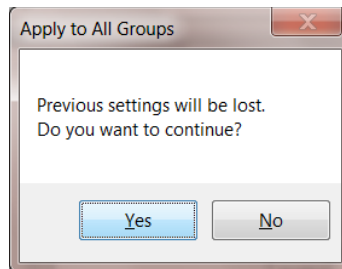 Apply to All Groups
Previous settings will be lost.
Do you want to continue?
Yes
No